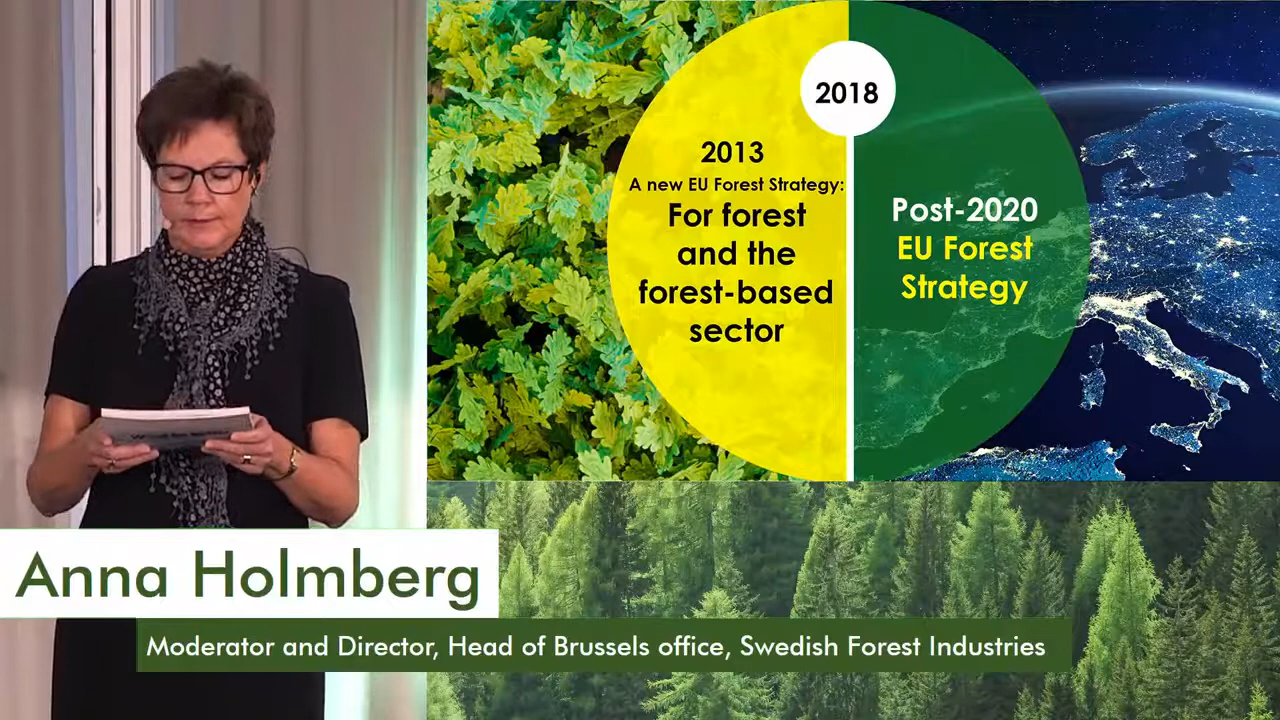 2018
2013
A new EU Forest Strategy:
For forest
and the
forest-based
sector
Post-2020
EU Forest
Strategy
Anna Holmberg
Moderator and Director, Head of Brussels office, Swedish Forest Industries